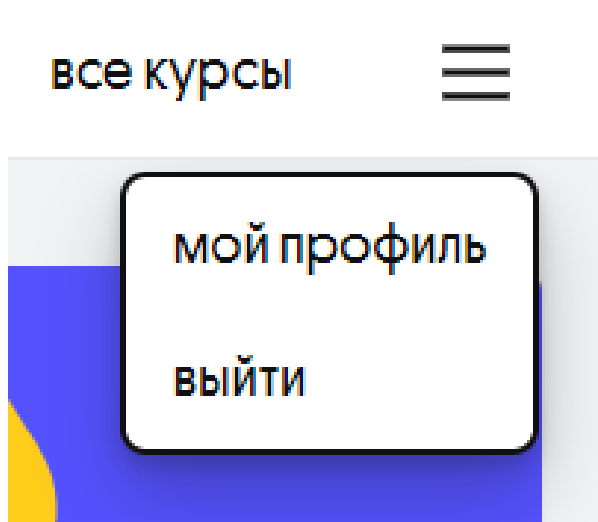 все курсы
мой профиль
выйти